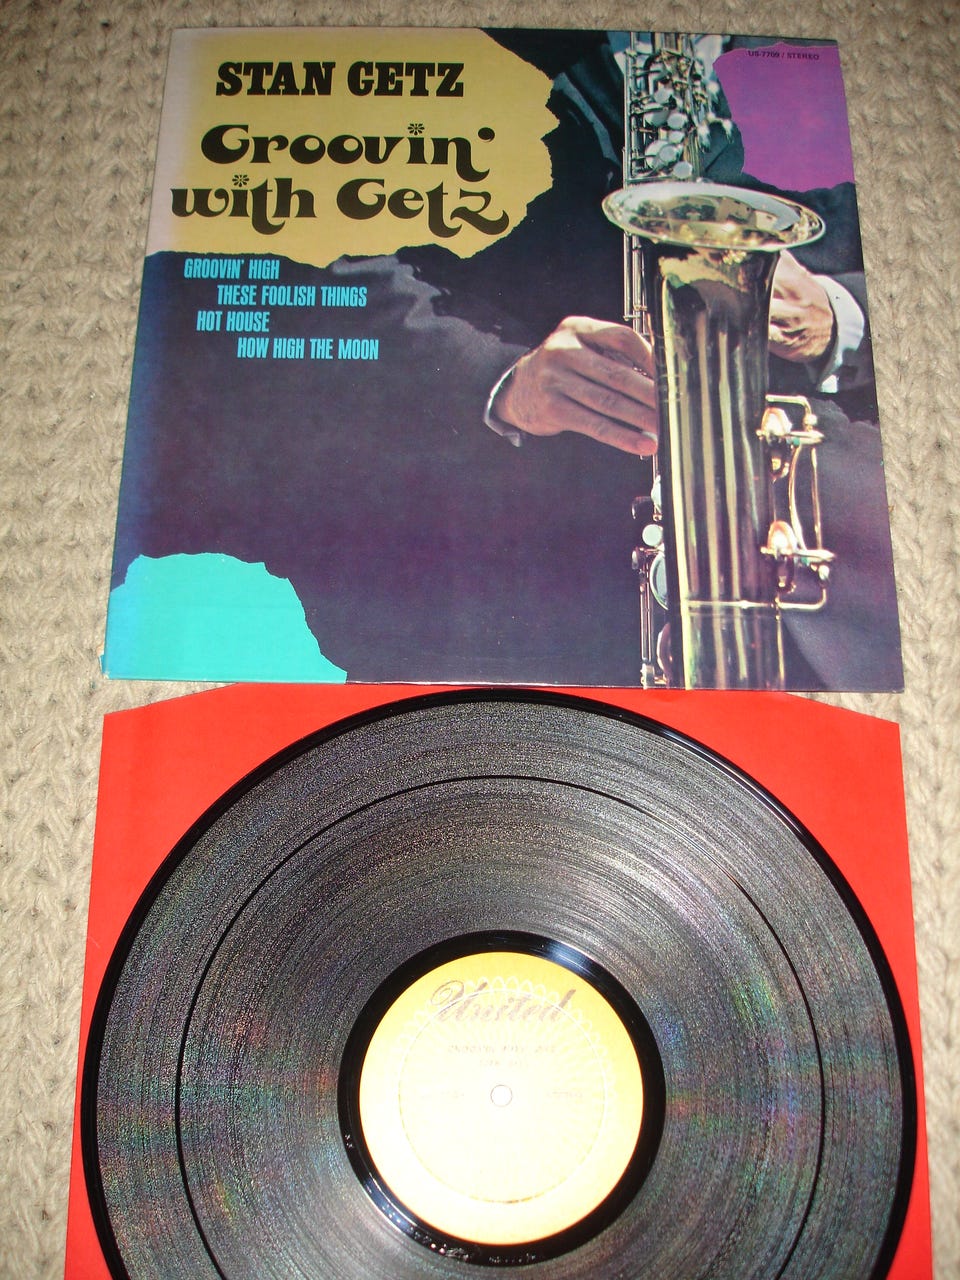 STAN GETZ
US-7709 / STEREO
Groovin'
with Getz
GROOVIN' HIGH
THESE FOOLISH THINGS
HOT HOUSE
HOW HIGH THE MOON
United